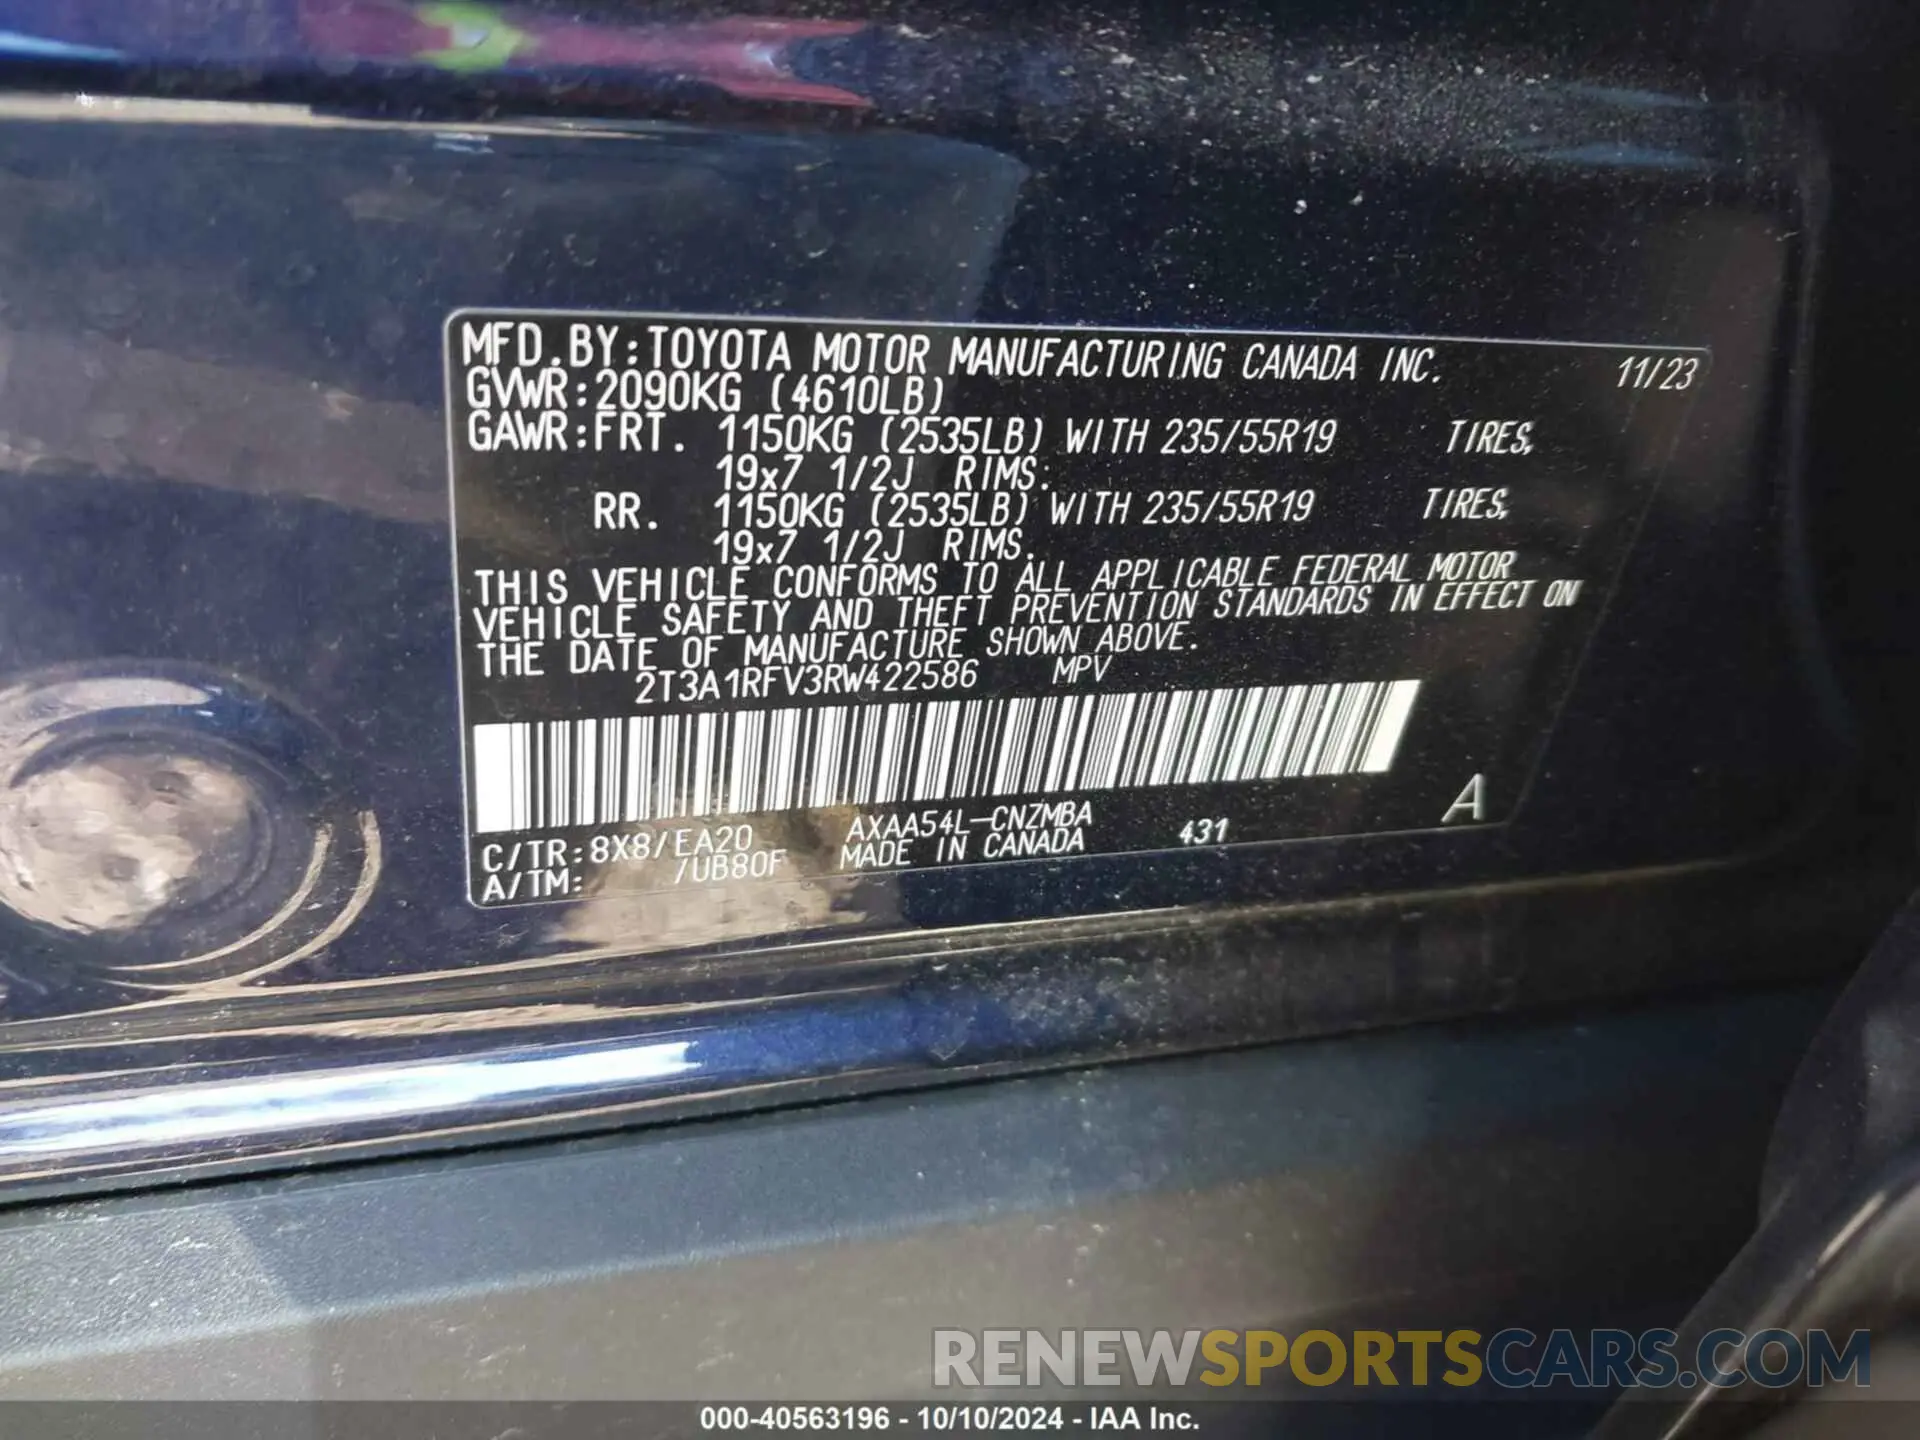 MFD.BY:TOYOTA MOTOR MANUFACTURING CANADA INC. 11/23
GVWR:2090KG (4610LB)
GAWR:FRT. 1150KG (2535LB) WITH 235/55R19 TIRES,
19x7 1/2J RIMS:
RR. 1150KG (2535LB) WITH 235/55R19 TIRES,
19x7 1/2J RIMS.
THIS VEHICLE CONFORMS TO ALL APPLICABLE FEDERAL MOTOR
VEHICLE SAFETY AND THEFT PREVENTION STANDARDS IN EFFECT ON
THE DATE OF MANUFACTURE SHOWN ABOVE.
2T3A1RFV3RW422586 MPV
A
C/TR:8X8/EA20 AXAA54L-CNZMBA 431
A/TM: /UB80F MADE IN CANADA
RENEWSPORTSCARS.COM
000-40563196 - 10/10/2024 - IAA Inc.